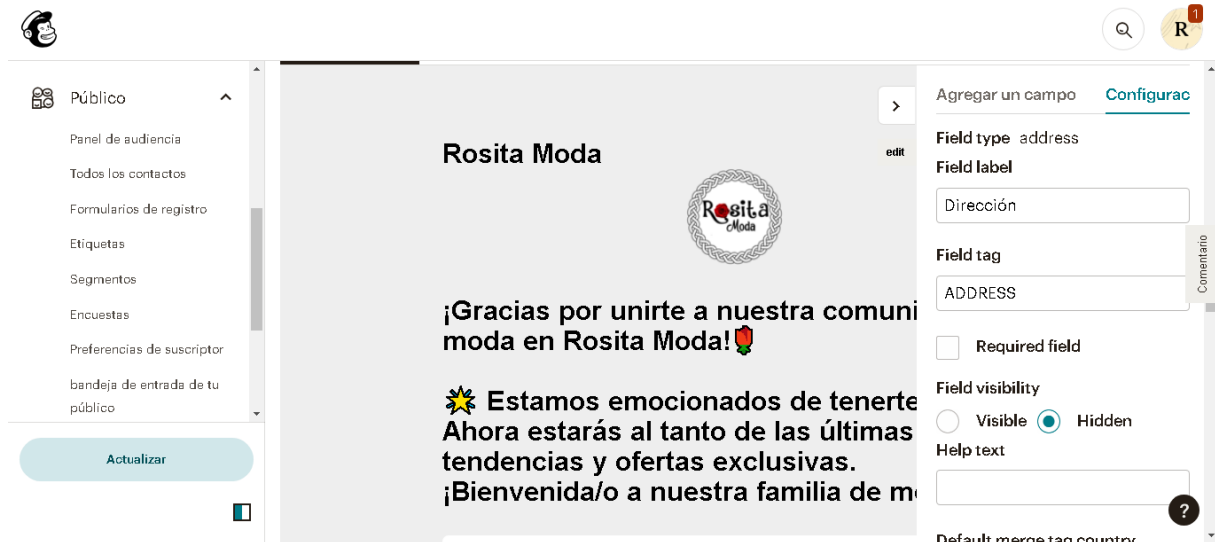 1
R
Público
Panel de audiencia
Todos los contactos
Formularios de registro
Etiquetas
Segmentos
Encuestas
Preferencias de suscriptor
bandeja de entrada de tu
público
Actualizar
Rosita Moda
edit
Rosita
Moda
¡Gracias por unirte a nuestra comuni
moda en Rosita Moda!🌹
🌟 Estamos emocionados de tenerte
Ahora estarás al tanto de las últimas
tendencias y ofertas exclusivas.
¡Bienvenida/o a nuestra familia de m
Agregar un campo Configurac
Field type address
Field label
Dirección
Field tag
ADDRESS
Required field
Field visibility
Visible Hidden
Help text
Default merge tag country
Comentario
?